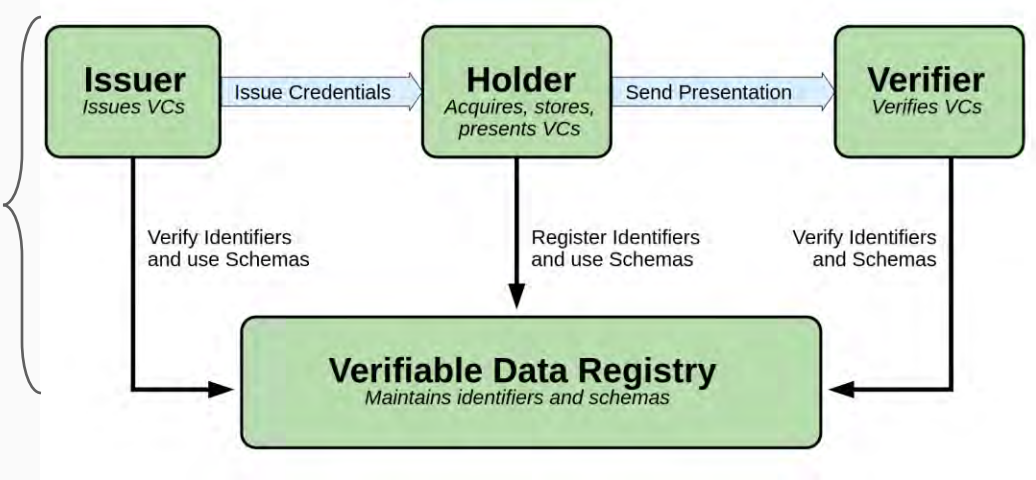 Issuer
Issues VCs
Issue Credentials
Holder
Acquires, stores,
presents VCs
Send Presentation
Verifier
Verifies VCs
Verify Identifiers
and use Schemas
Register Identifiers
and use Schemas
Verify Identifiers
and Schemas
Verifiable Data Registry
Maintains identifiers and schemas